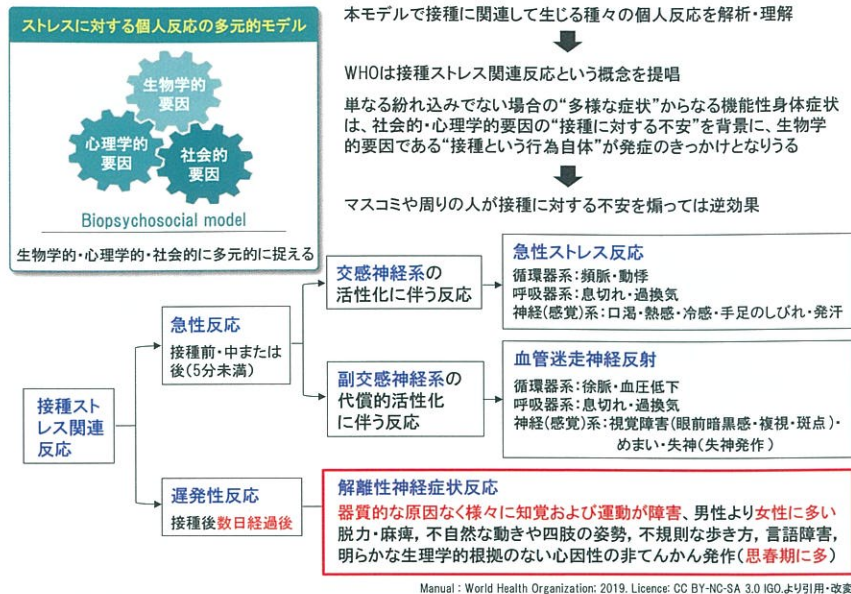 ストレスに対する個人反応の多元的モデル
生物学的
要因
心理学的
要因
社会的
要因
Biopsychosocial model
生物学的・心理学的・社会的に多元的に捉える
本モデルで接種に関連して生じる種々の個人反応を解析・理解
WHOは接種ストレス関連反応という概念を提唱
単なる紛れ込みでない場合の“多様な症状”からなる機能性身体症状
は、社会的・心理学的要因の“接種に対する不安”を背景に、生物学
的要因である“接種という行為自体”が発症のきっかけとなりうる
マスコミや周りの人が接種に対する不安を煽っては逆効果
接種スト
レス関連
反応
急性反応
接種前・中または
後(5分未満)
交感神経系の
活性化に伴う反応
急性ストレス反応
循環器系:頻脈・動悸
呼吸器系:息切れ・過換気
神経(感覚)系:口渇・熱感・冷感・手足のしびれ・発汗
副交感神経系の
代償的活性化
に伴う反応
血管迷走神経反射
循環器系:徐脈・血圧低下
呼吸器系:息切れ・過換気
神経(感覚)系:視覚障害(眼前暗黒感・複視・斑点)・
めまい・失神(失神発作)
遅発性反応
接種後数日経過後
解離性神経症状反応
器質的な原因なく様々に知覚および運動が障害、男性より女性に多い
脱力・麻痺, 不自然な動きや四肢の姿勢, 不規則な歩き方, 言語障害,
明らかな生理学的根拠のない心因性の非てんかん発作(思春期に多)
Manual : World Health Organization; 2019. Licence: CC BY-NC-SA 3.0 IGO.より引用・改変